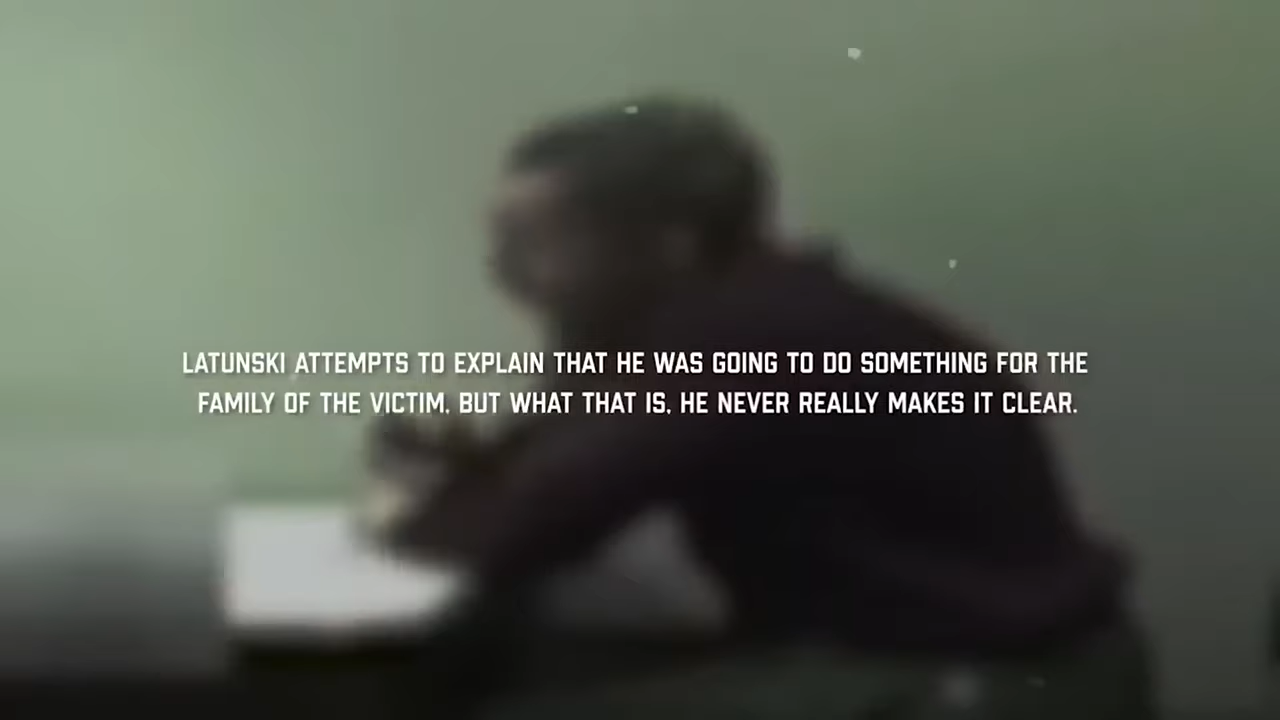 LATUNSKI ATTEMPTS TO EXPLAIN THAT HE WAS GOING TO DO SOMETHING FOR THE
FAMILY OF THE VICTIM, BUT WHAT THAT IS, HE NEVER REALLY MAKES IT CLEAR.